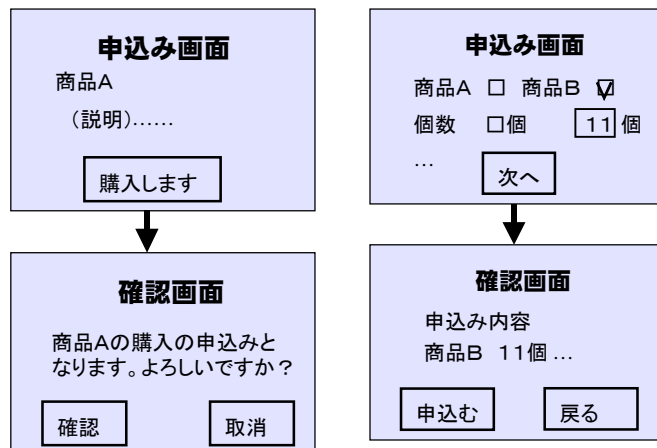 申込み画面
商品A
（説明）……
購入します
確認画面
商品Aの購入の申込みと
なります。よろしいですか？
確認 取消
申込み画面
商品A □ 商品B ☑
個数 □個 11個
…
次へ
確認画面
申込み内容
商品B 11個…
申込む 戻る